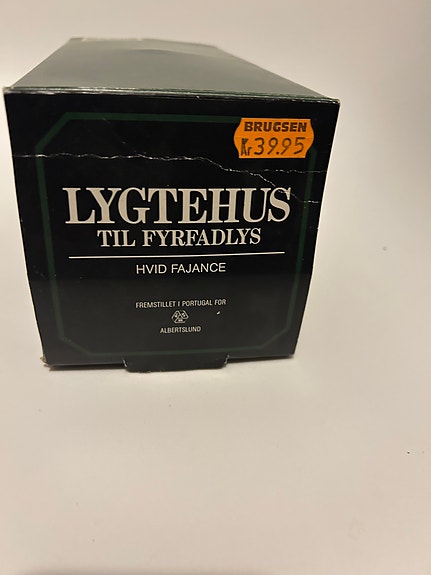 BRUGSEN
Kr 39.95
LYGTEHUS
TIL FYRFADLYS
HVID FAJANCE
FREMSTILLET I PORTUGAL FOR
ALBERTSLUND